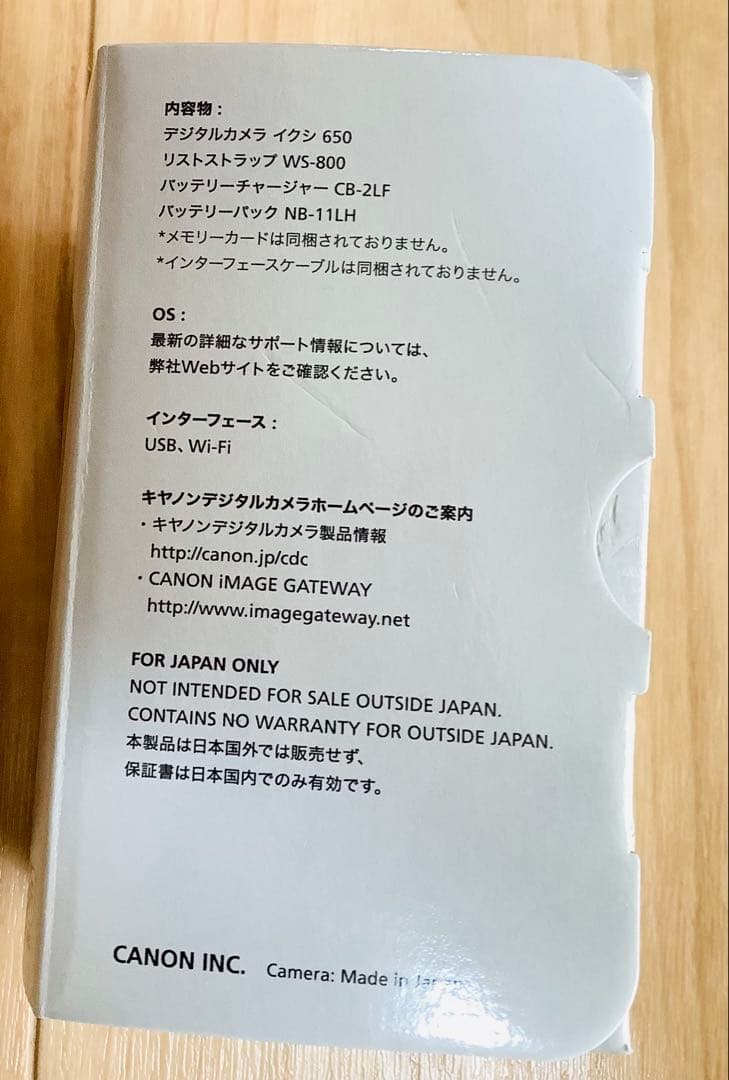 内容物：
デジタルカメラ イクシ 650
リストストラップ WS-800
バッテリーチャージャー CB-2LF
バッテリーパック NB-11LH
*メモリーカードは同梱されておりません。
*インターフェースケーブルは同梱されておりません。
OS：
最新の詳細なサポート情報については、
弊社Webサイトをご確認ください。
インターフェース：
USB、Wi-Fi
キヤノンデジタルカメラホームページのご案内
・キヤノンデジタルカメラ製品情報
http://canon.jp/cdc
・CANON iMAGE GATEWAY
http://www.imagegateway.net
FOR JAPAN ONLY
NOT INTENDED FOR SALE OUTSIDE JAPAN.
CONTAINS NO WARRANTY FOR OUTSIDE JAPAN.
本製品は日本国外では販売せず、
保証書は日本国内でのみ有効です。
CANON INC. Camera: Made in Japan